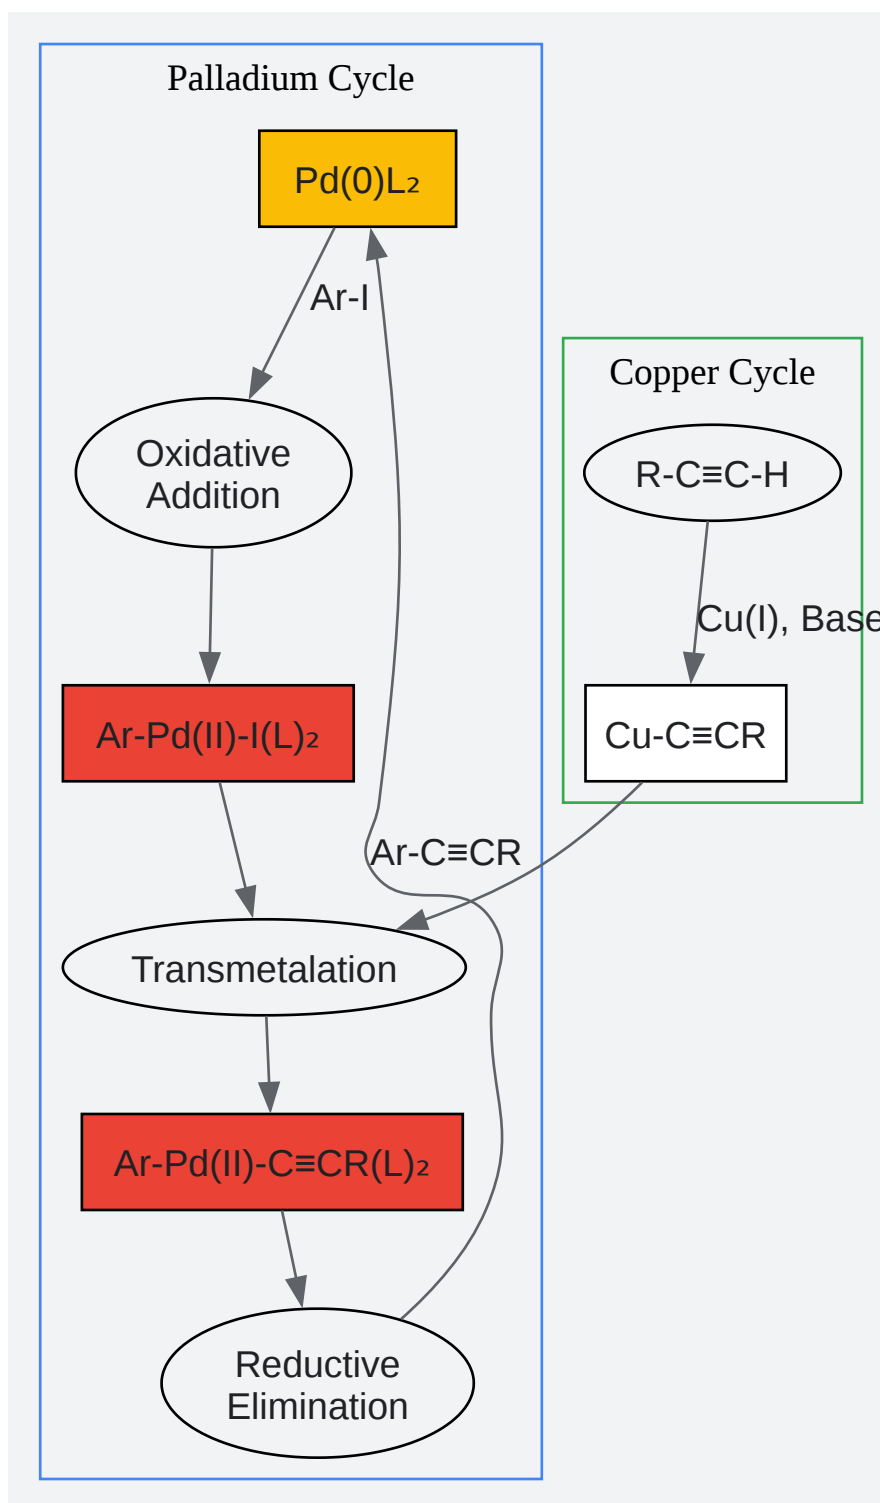 Palladium Cycle
Pd(0)L₂
Ar-I
Copper Cycle
Oxidative
Addition
R-C≡C-H
Cu(I), Base
Ar-Pd(II)-I(L)₂
Cu-C≡CR
Ar-C≡CR
Transmetalation
Ar-Pd(II)-C≡CR(L)₂
Reductive
Elimination